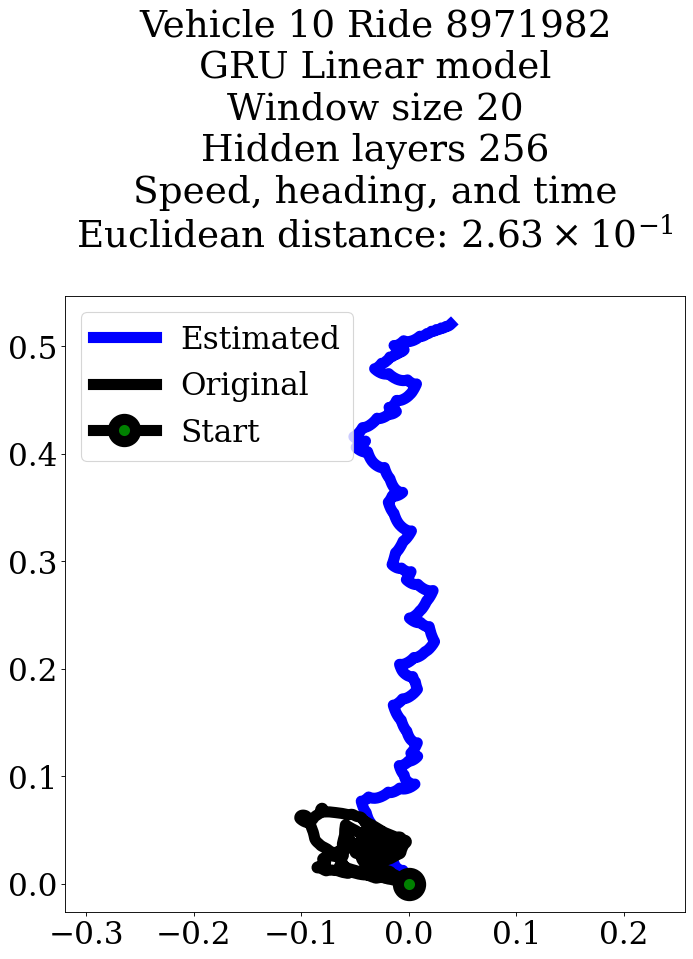 Vehicle 10 Ride 8971982
GRU Linear model
Window size 20
Hidden layers 256
Speed, heading, and time
Euclidean distance: 2.63 × 10⁻¹
Estimated
Original
Start
0.5
0.4
0.3
0.2
0.1
0.0
−0.3 −0.2 −0.1 0.0 0.1 0.2